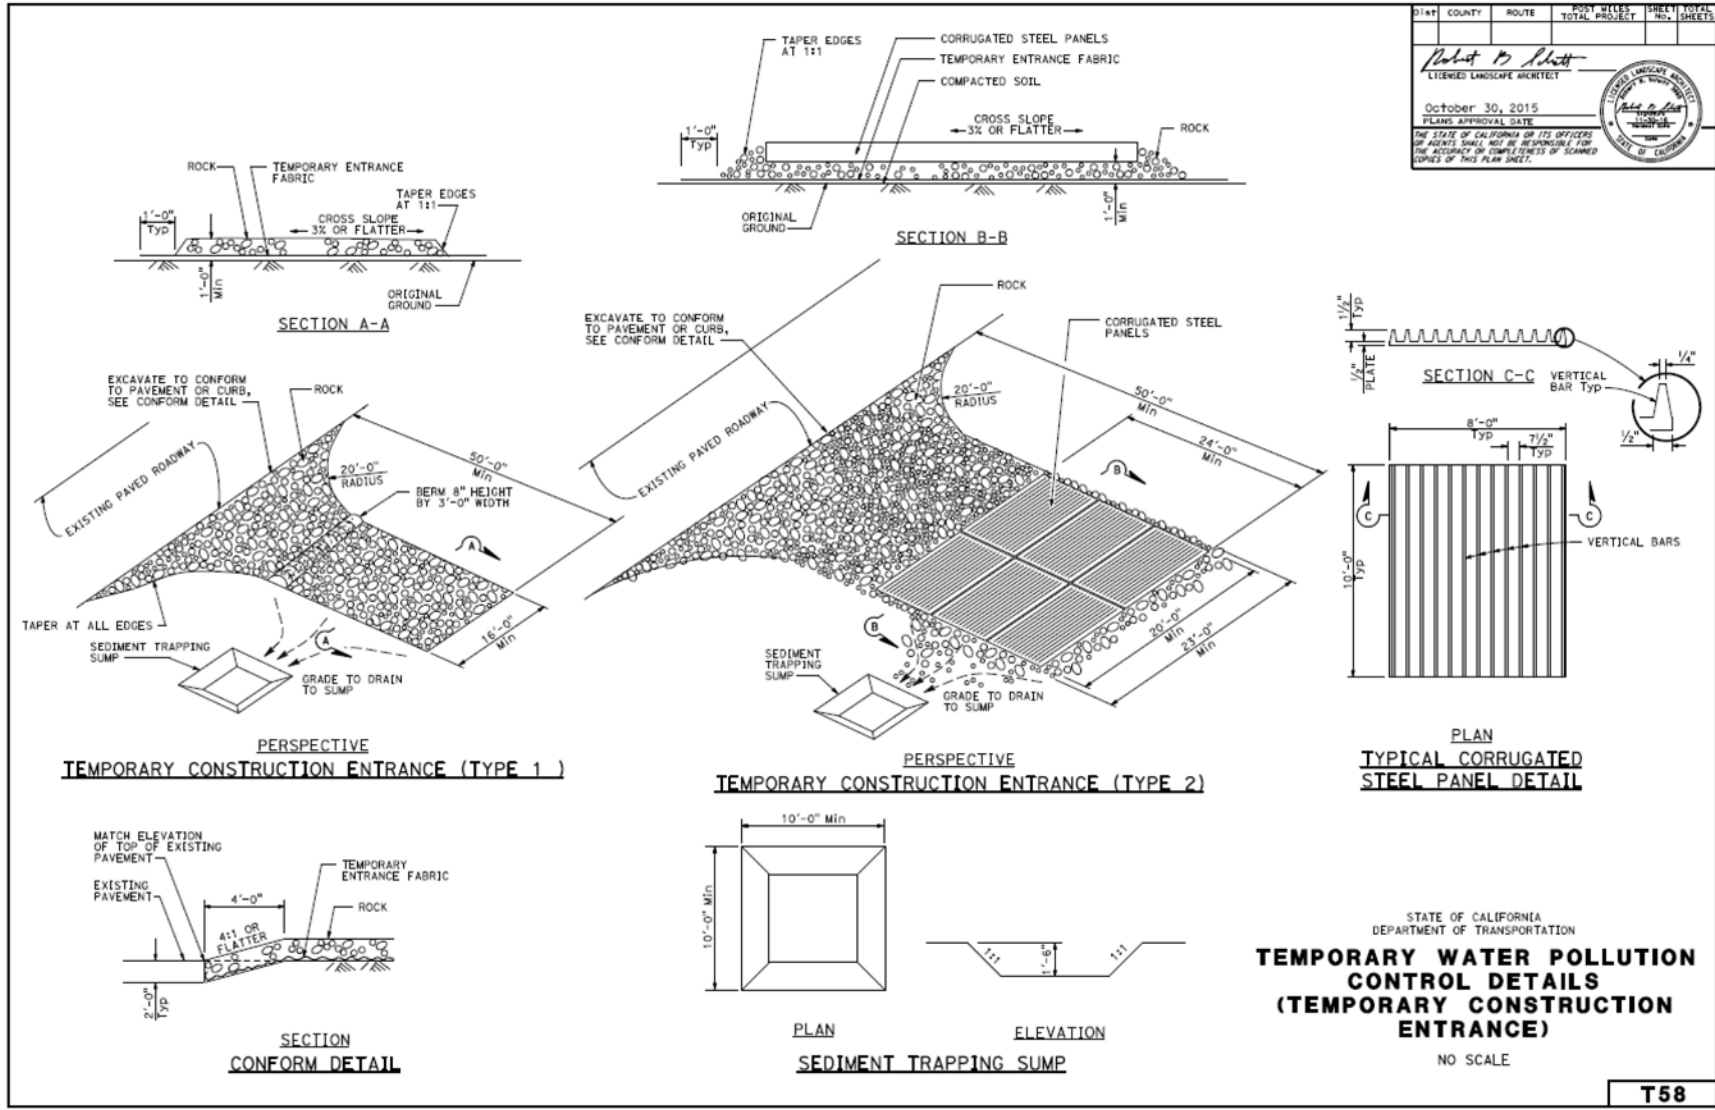 Dist COUNTY ROUTE POST MILES TOTAL PROJECT SHEET No. TOTAL SHEETS
LICENSED LANDSCAPE ARCHITECT
October 30, 2015
PLANS APPROVAL DATE
THE STATE OF CALIFORNIA OR ITS OFFICERS
OR AGENTS SHALL NOT BE RESPONSIBLE FOR
THE ACCURACY OR COMPLETENESS OF SCANNED
COPIES OF THIS PLAN SHEET.
LICENSED LANDSCAPE ARCHITECT
STATE OF CALIFORNIA
ROCK
TEMPORARY ENTRANCE
FABRIC
TAPER EDGES
AT 1:1
1'-0"
Typ
CROSS SLOPE
3% OR FLATTER
1'-0"
Min
ORIGINAL
GROUND
SECTION A-A
TAPER EDGES
AT 1:1
CORRUGATED STEEL PANELS
TEMPORARY ENTRANCE FABRIC
COMPACTED SOIL
1'-0"
Typ
CROSS SLOPE
3% OR FLATTER
ROCK
ORIGINAL
GROUND
1'-0"
Min
SECTION B-B
EXCAVATE TO CONFORM
TO PAVEMENT OR CURB,
SEE CONFORM DETAIL
ROCK
EXISTING PAVED ROADWAY
20'-0"
RADIUS
50'-0"
Min
BERM 8" HEIGHT
BY 3'-0" WIDTH
A
TAPER AT ALL EDGES
SEDIMENT TRAPPING
SUMP
A
GRADE TO DRAIN
TO SUMP
16'-0"
Min
PERSPECTIVE
TEMPORARY CONSTRUCTION ENTRANCE (TYPE 1 )
EXCAVATE TO CONFORM
TO PAVEMENT OR CURB,
SEE CONFORM DETAIL
ROCK
CORRUGATED STEEL
PANELS
EXISTING PAVED ROADWAY
20'-0"
RADIUS
50'-0"
Min
24'-0"
Min
B
B
SEDIMENT
TRAPPING
SUMP
GRADE TO DRAIN
TO SUMP
20'-0"
Min
23'-0"
Min
PERSPECTIVE
TEMPORARY CONSTRUCTION ENTRANCE (TYPE 2)
1½"
Typ
½"
PLATE
SECTION C-C
VERTICAL
BAR Typ
¼"
½"
8'-0"
Typ
7½"
Typ
C
C
10'-0"
Typ
VERTICAL BARS
PLAN
TYPICAL CORRUGATED
STEEL PANEL DETAIL
MATCH ELEVATION
OF TOP OF EXISTING
PAVEMENT
EXISTING
PAVEMENT
4'-0"
4:1 OR
FLATTER
TEMPORARY
ENTRANCE FABRIC
ROCK
2'-0"
Typ
SECTION
CONFORM DETAIL
10'-0" Min
10'-0" Min
PLAN
1:1
1'-6"
1:1
ELEVATION
SEDIMENT TRAPPING SUMP
STATE OF CALIFORNIA
DEPARTMENT OF TRANSPORTATION
TEMPORARY WATER POLLUTION
CONTROL DETAILS
(TEMPORARY CONSTRUCTION
ENTRANCE)
NO SCALE
T58